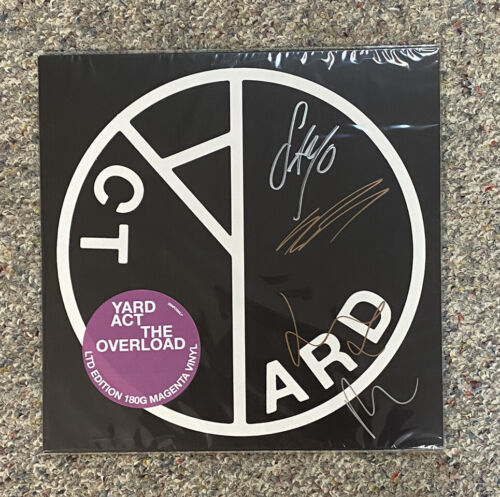 ARD
CT
YARD
ACT
THE
OVERLOAD
LTD EDITION 180G MAGENTA VINYL